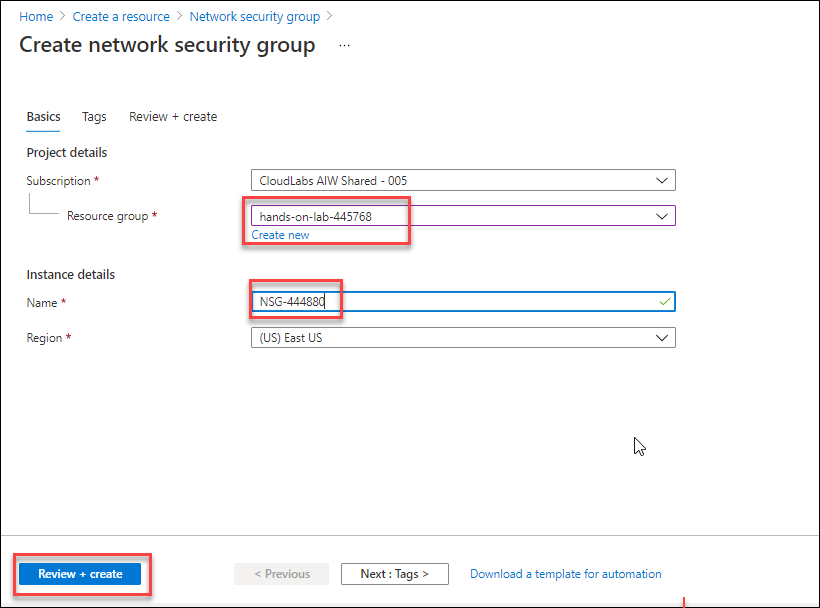 Home > Create a resource > Network security group >
Create network security group ...
Basics Tags Review + create
Project details
Subscription * CloudLabs AIW Shared - 005
Resource group * hands-on-lab-445768
Create new
Instance details
Name * NSG-444880
Region * (US) East US
Review + create < Previous Next : Tags > Download a template for automation